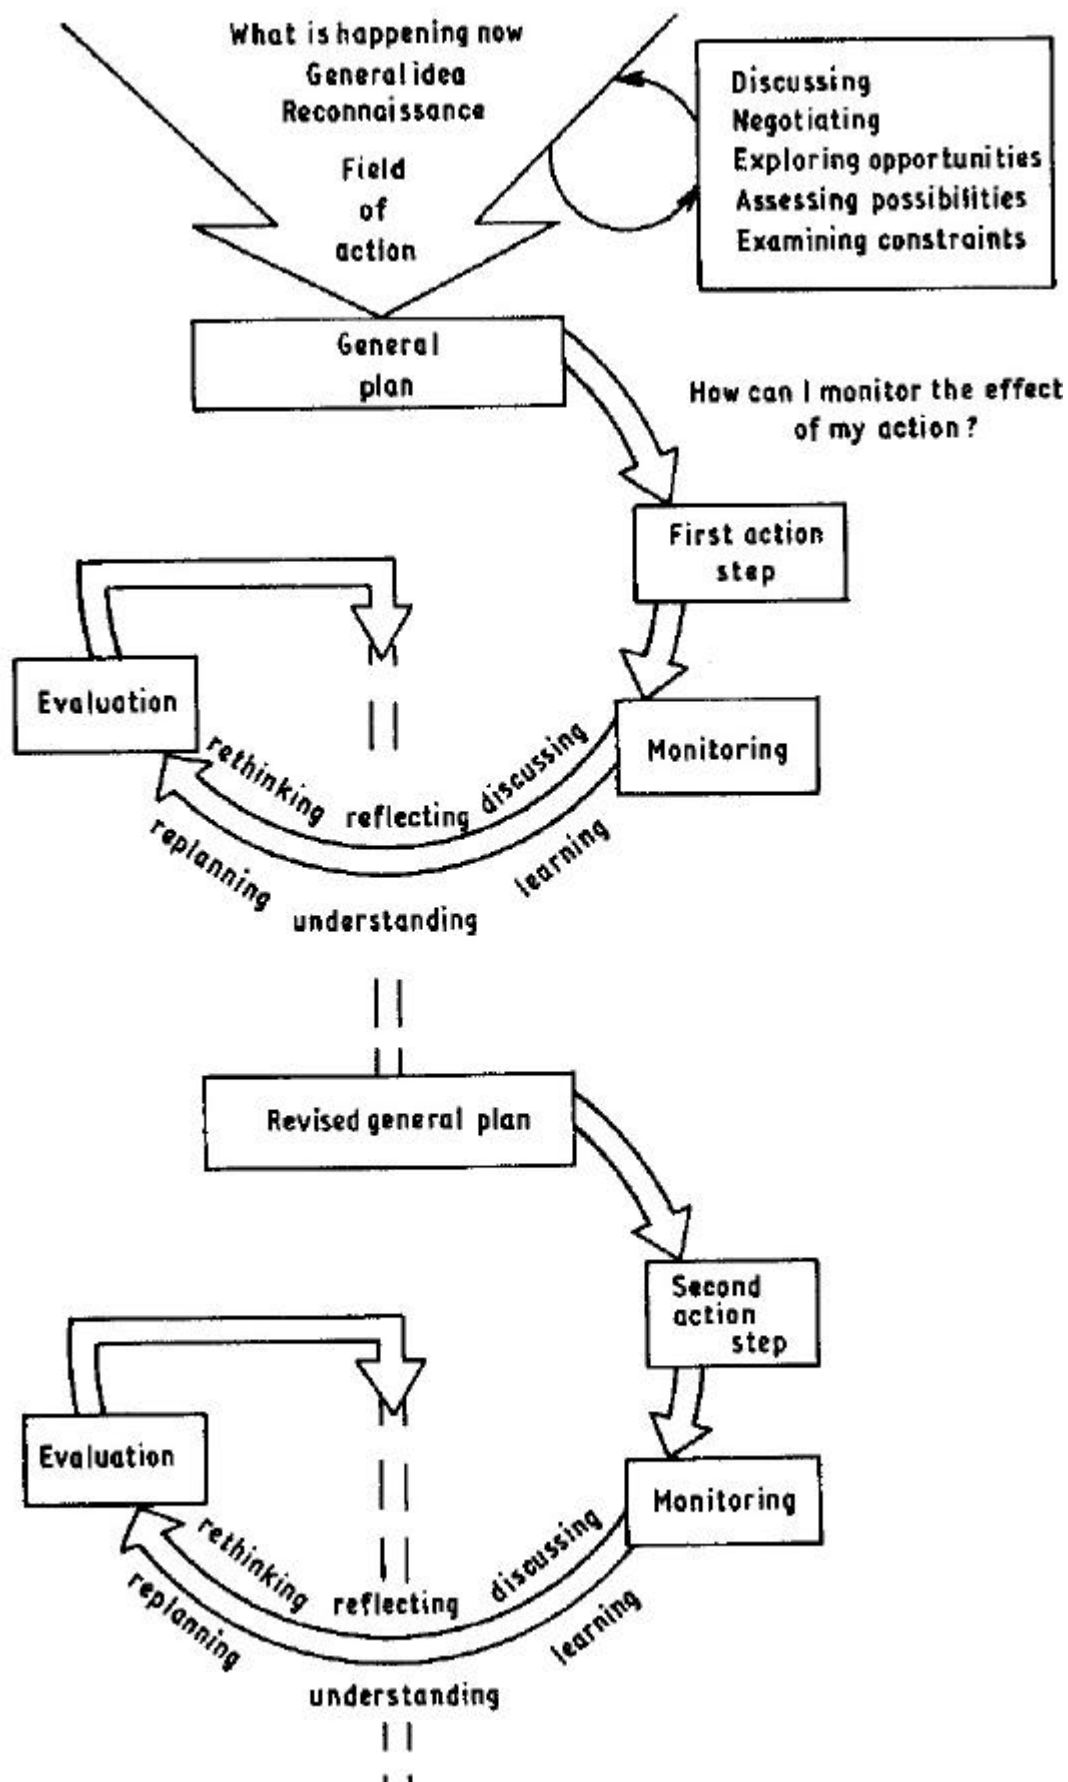 What is happening now
General idea
Reconnaissance
Field
of
action
Discussing
Negotiating
Exploring opportunities
Assessing possibilities
Examining constraints
General
plan
How can I monitor the effect
of my action?
First action
step
Monitoring
discussing
reflecting
rethinking
learning
understanding
replanning
Evaluation
Revised general plan
Second
action
step
Monitoring
discussing
reflecting
rethinking
learning
understanding
replanning
Evaluation